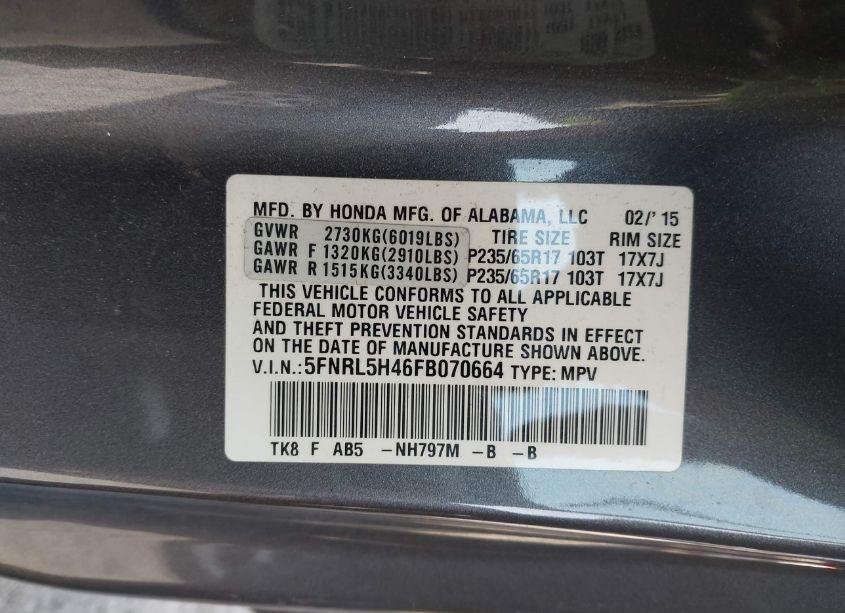 MFD. BY HONDA MFG. OF ALABAMA, LLC 02/'15
GVWR 2730KG(6019LBS) TIRE SIZE RIM SIZE
GAWR F 1320KG(2910LBS) P235/65R17 103T 17X7J
GAWR R 1515KG(3340LBS) P235/65R17 103T 17X7J
THIS VEHICLE CONFORMS TO ALL APPLICABLE
FEDERAL MOTOR VEHICLE SAFETY
AND THEFT PREVENTION STANDARDS IN EFFECT
ON THE DATE OF MANUFACTURE SHOWN ABOVE.
V.I.N.:5FNRL5H46FB070664 TYPE: MPV
TK8 F AB5 -NH797M -B -B